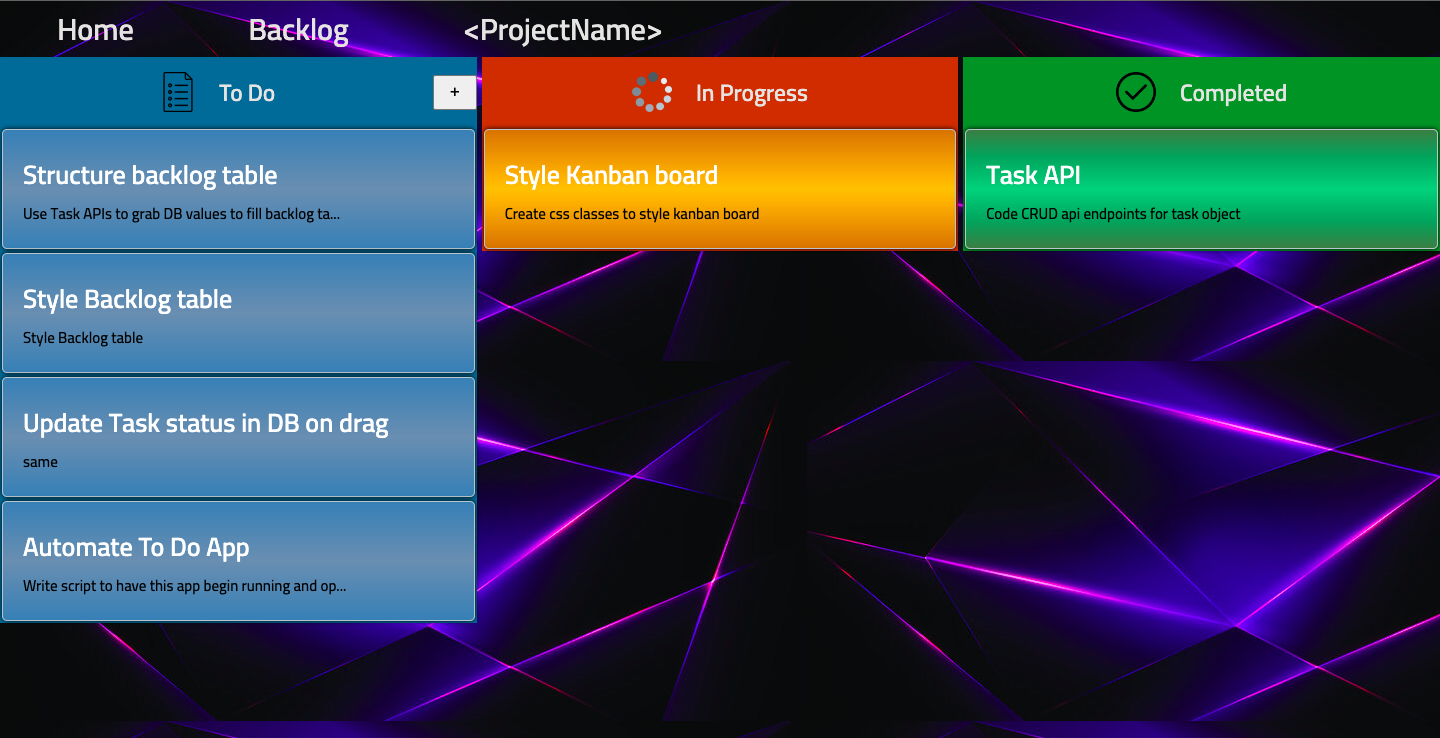 Home Backlog <ProjectName>
To Do +
In Progress
Completed
Structure backlog table
Use Task APIs to grab DB values to fill backlog ta...
Style Backlog table
Style Backlog table
Update Task status in DB on drag
same
Automate To Do App
Write script to have this app begin running and op...
Style Kanban board
Create css classes to style kanban board
Task API
Code CRUD api endpoints for task object